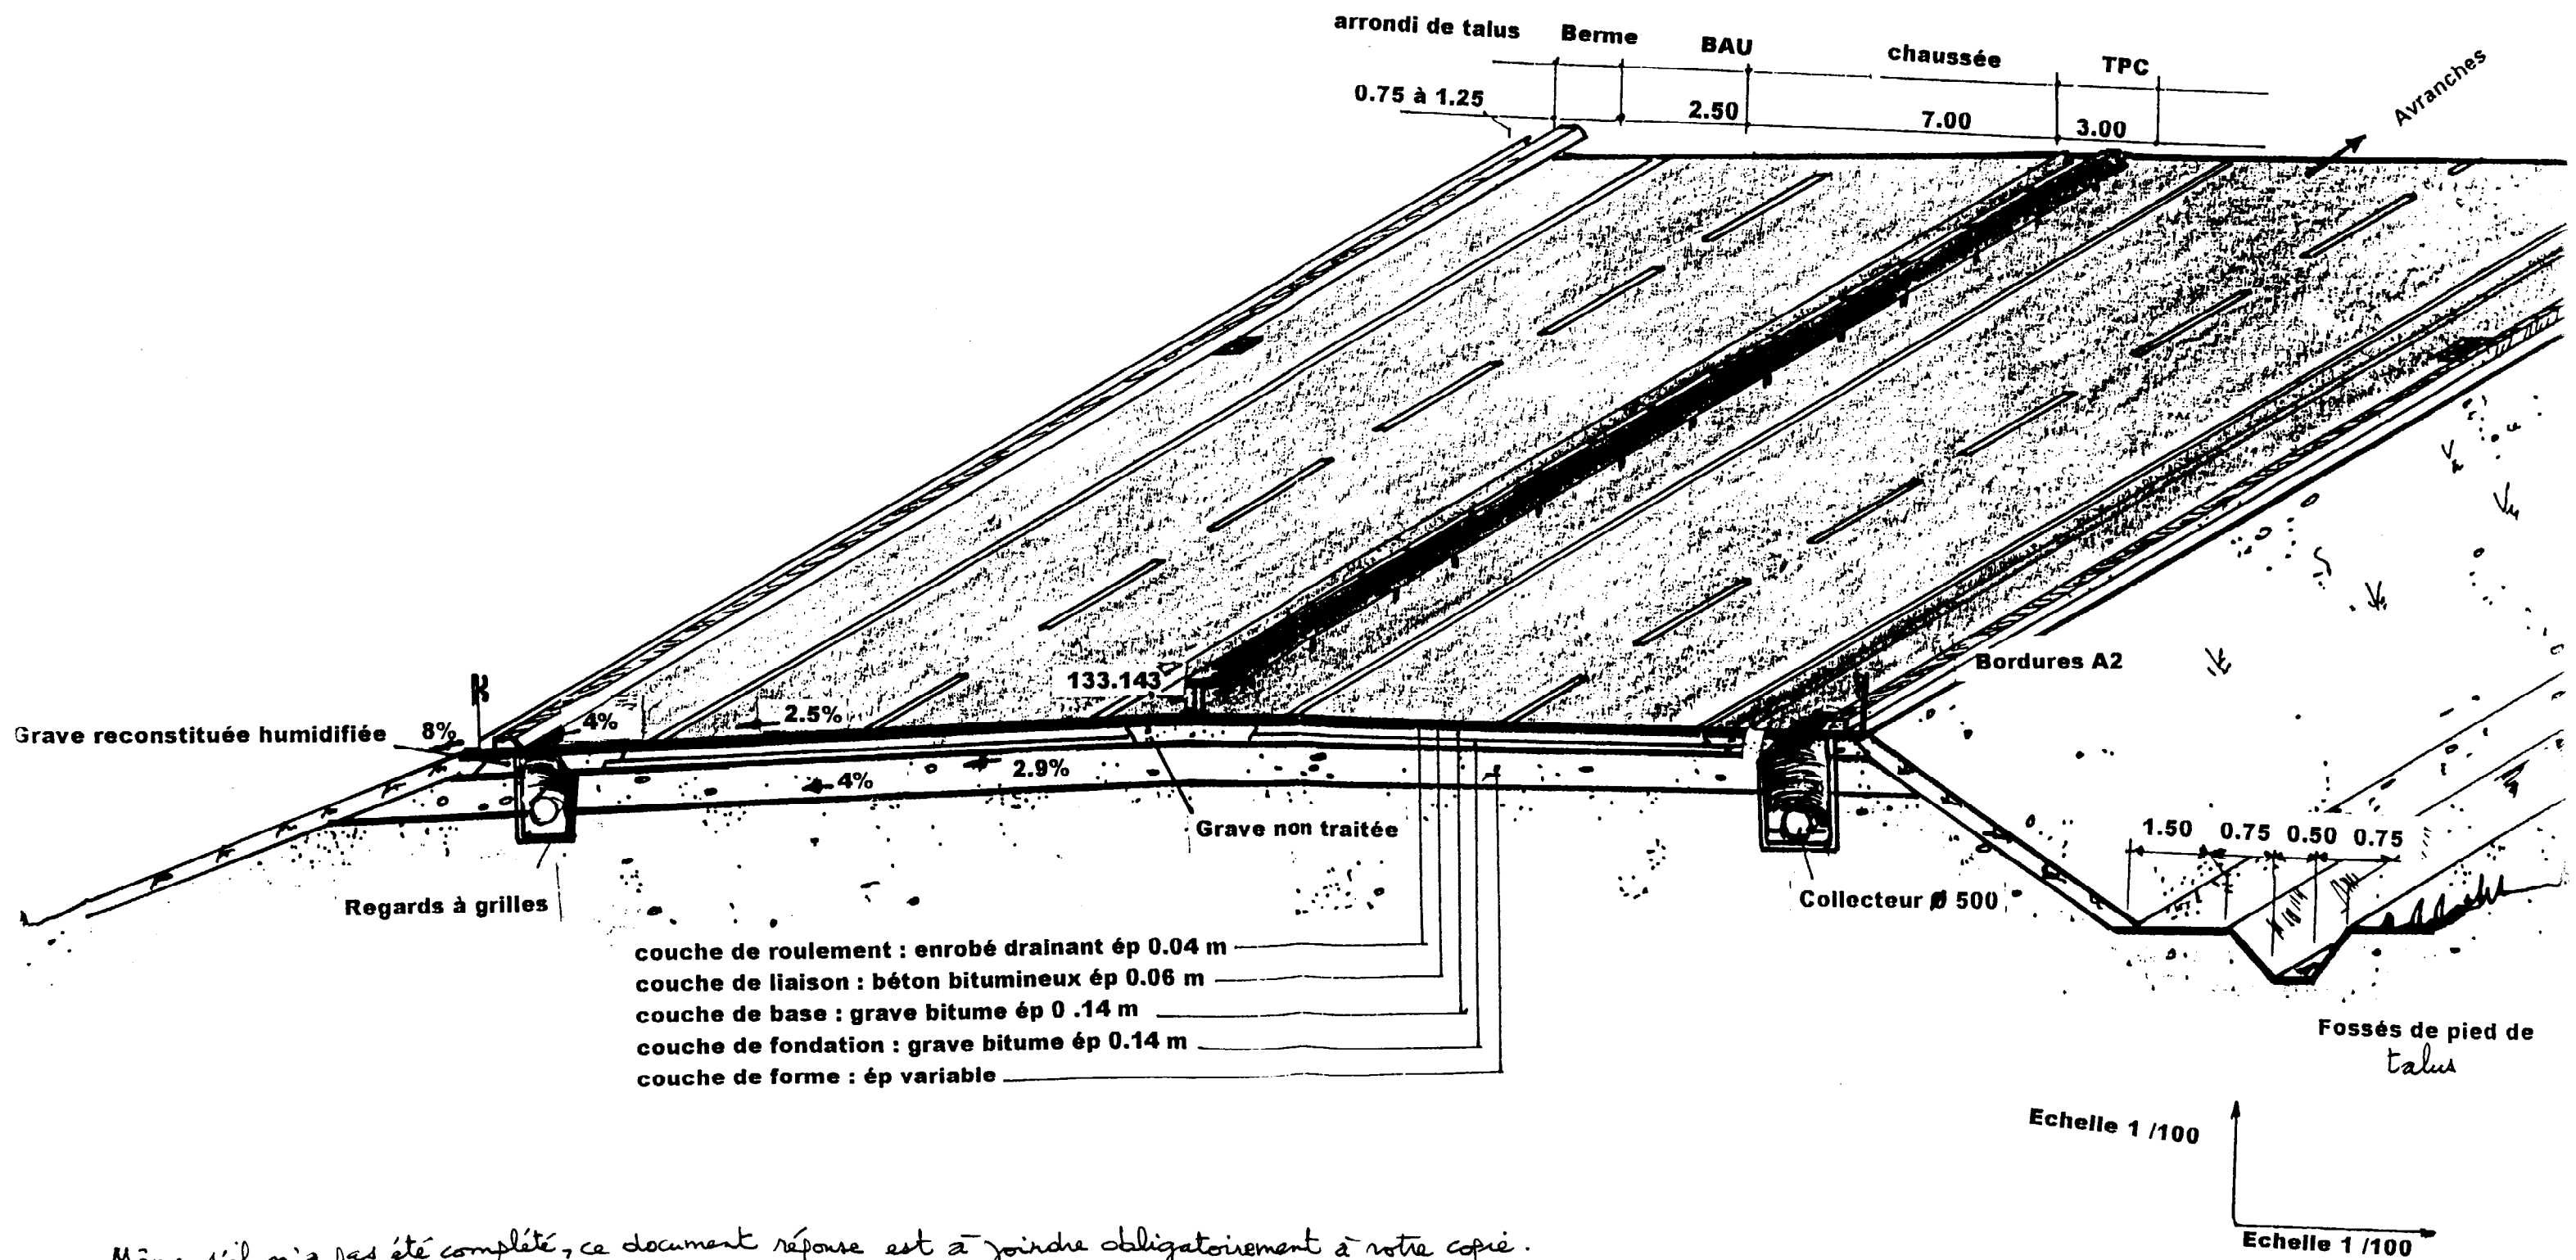 arrondi de talus Berme BAU chaussée TPC
0.75 à 1.25 2.50 7.00 3.00
Avranches
Bordures A2
133.143
Grave reconstituée humidifiée 8% 4% 2.5%
4% 2.9%
Grave non traitée
1.50 0.75 0.50 0.75
Regards à grilles
Collecteur Ø 500
couche de roulement : enrobé drainant ép 0.04 m
couche de liaison : béton bitumineux ép 0.06 m
couche de base : grave bitume ép 0 .14 m
couche de fondation : grave bitume ép 0.14 m
couche de forme : ép variable
Fossés de pied de
talus
Echelle 1 /100
Echelle 1 /100
Même s'il n'a pas été complété, ce document réponse est à joindre obligatoirement à votre copie.